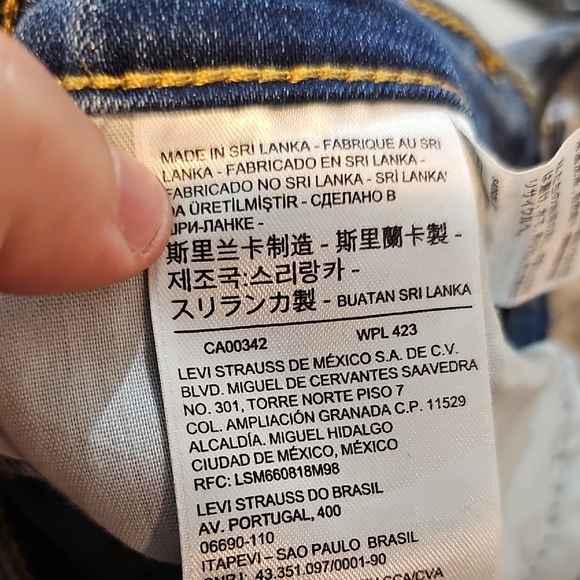 MADE IN SRI LANKA - FABRIQUE AU SRI
LANKA - FABRICADO EN SRI LANKA -
FABRICADO NO SRI LANKA - SRİ LANKA'
DA ÜRETİLMİŞTİR - СДЕЛАНО В
ШРИ-ЛАНКЕ -
斯里兰卡制造 - 斯里蘭卡製 -
제조국:스리랑카 -
スリランカ製 - BUATAN SRI LANKA
CA00342 WPL 423
LEVI STRAUSS DE MÉXICO S.A. DE C.V.
BLVD. MIGUEL DE CERVANTES SAAVEDRA
NO. 301, TORRE NORTE PISO 7
COL. AMPLIACIÓN GRANADA C.P. 11529
ALCALDÍA. MIGUEL HIDALGO
CIUDAD DE MÉXICO, MÉXICO
RFC: LSM660818M98
LEVI STRAUSS DO BRASIL
AV. PORTUGAL, 400
06690-110
ITAPEVI – SAO PAULO BRASIL
CNPJ: 43.351.097/0001-90